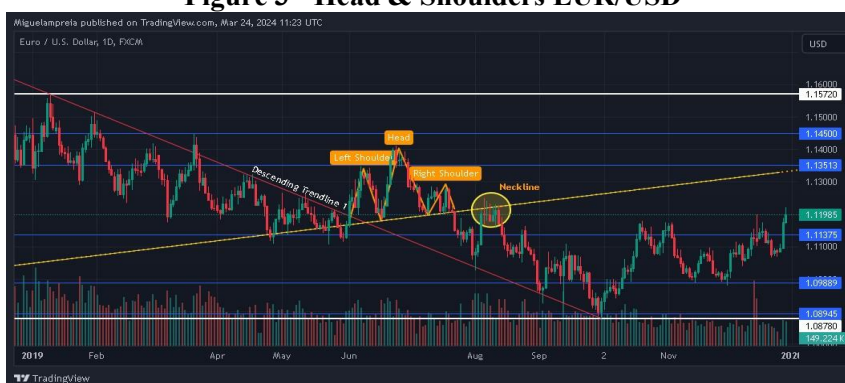 Figure 5 - Head & Shoulders EUR/USD
Miguelampreia published on TradingView.com, Mar 24, 2024 11:23 UTC
Euro / U.S. Dollar, 1D, FXCM
USD
1.16000
1.15720
1.15000
1.14500
1.14000
1.13513
1.13000
Head
Left Shoulde
Right Shoulder
Descending Trendline 1
Neckline
1.11985
1.11375
1.11000
1.09889
1.08945
1.08780
149.224K
2019
Feb
Apr
May
Jun
Aug
Sep
2
Nov
TradingView